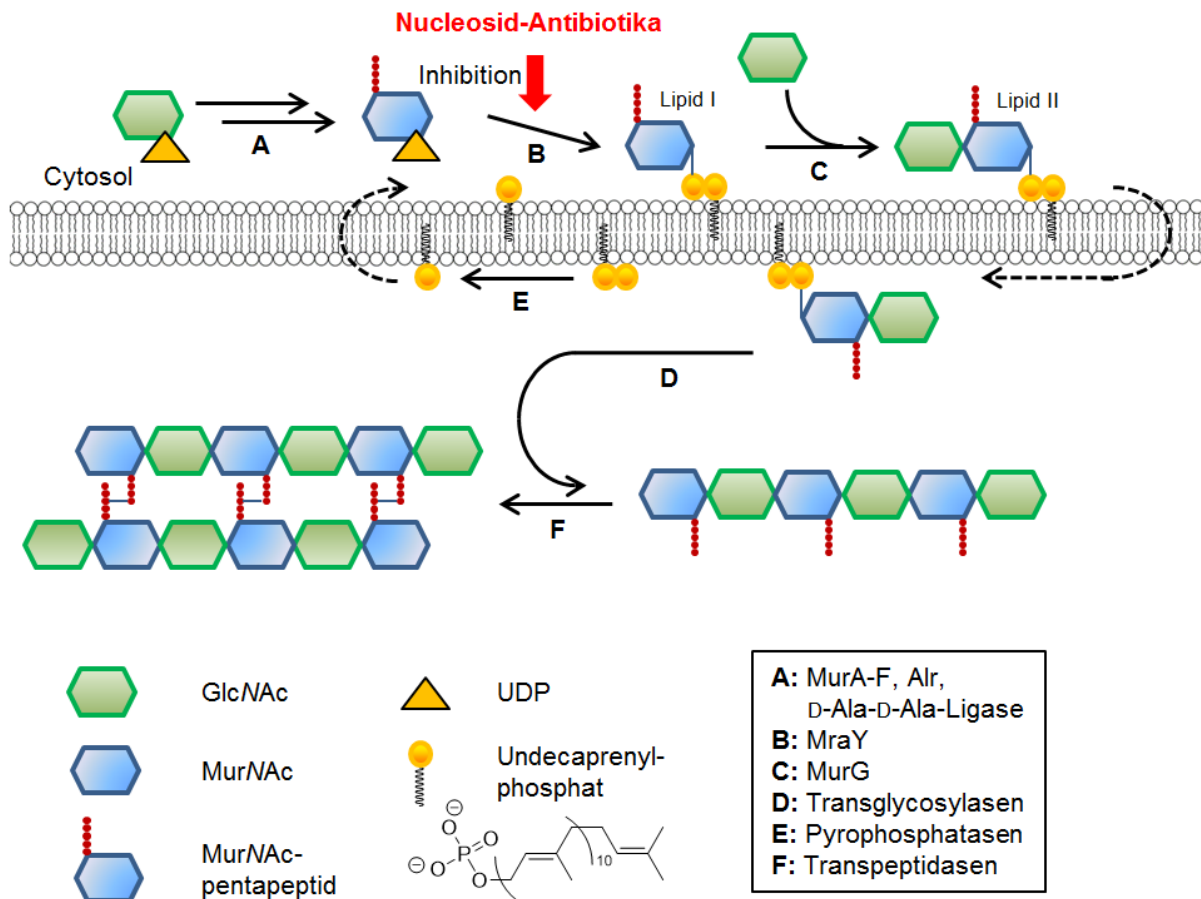 Nucleosid-Antibiotika
Inhibition
Lipid I
Lipid II
A
B
C
Cytosol
E
D
F
GlcNAc
UDP
MurNAc
Undecaprenyl-
phosphat
MurNAc-
pentapeptid
⊖
O
O
⊖
P
O
O
10
A: MurA-F, Alr,
D-Ala-D-Ala-Ligase
B: MraY
C: MurG
D: Transglycosylasen
E: Pyrophosphatasen
F: Transpeptidasen